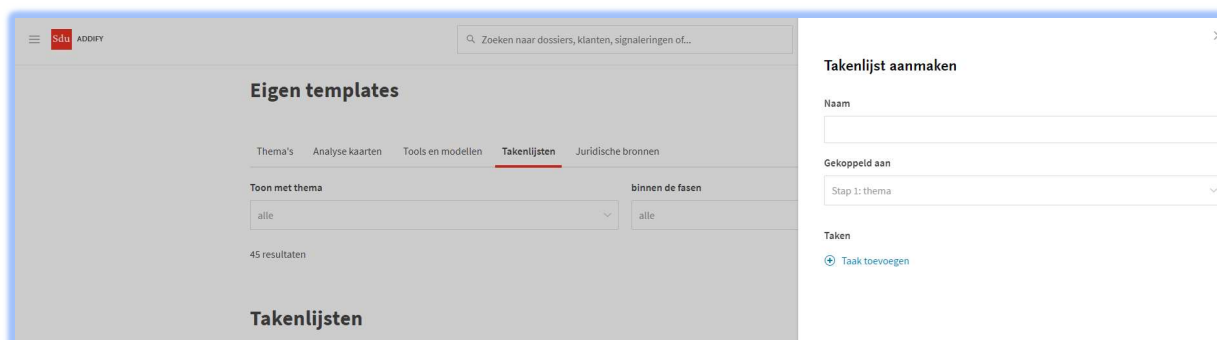 Sdu ADDIFY
Zoeken naar dossiers, klanten, signaleringen of...
Eigen templates
Thema's Analyse kaarten Tools en modellen Takenlijsten Juridische bronnen
Toon met thema binnen de fasen
alle alle
45 resultaten
Takenlijsten
Takenlijst aanmaken
Naam
Gekoppeld aan
Stap 1: thema
Taken
Taak toevoegen